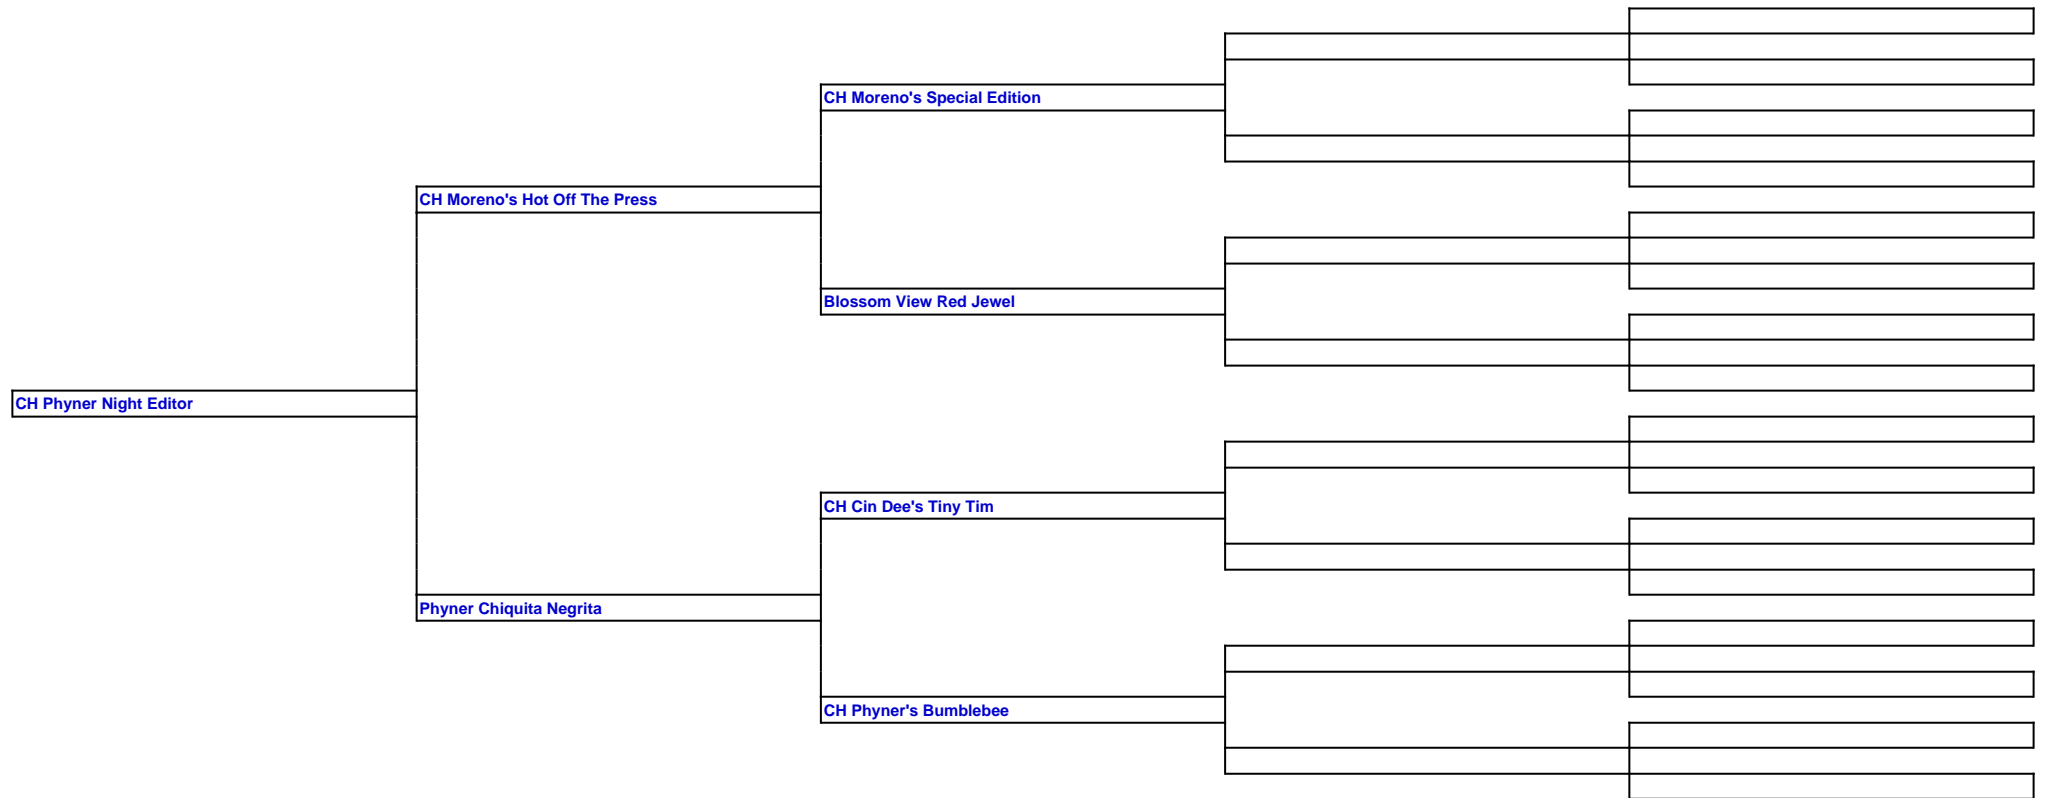 CH Moreno's Special Edition
CH Moreno's Hot Off The Press
Blossom View Red Jewel
CH Phyner Night Editor
CH Cin Dee's Tiny Tim
Phyner Chiquita Negrita
CH Phyner's Bumblebee